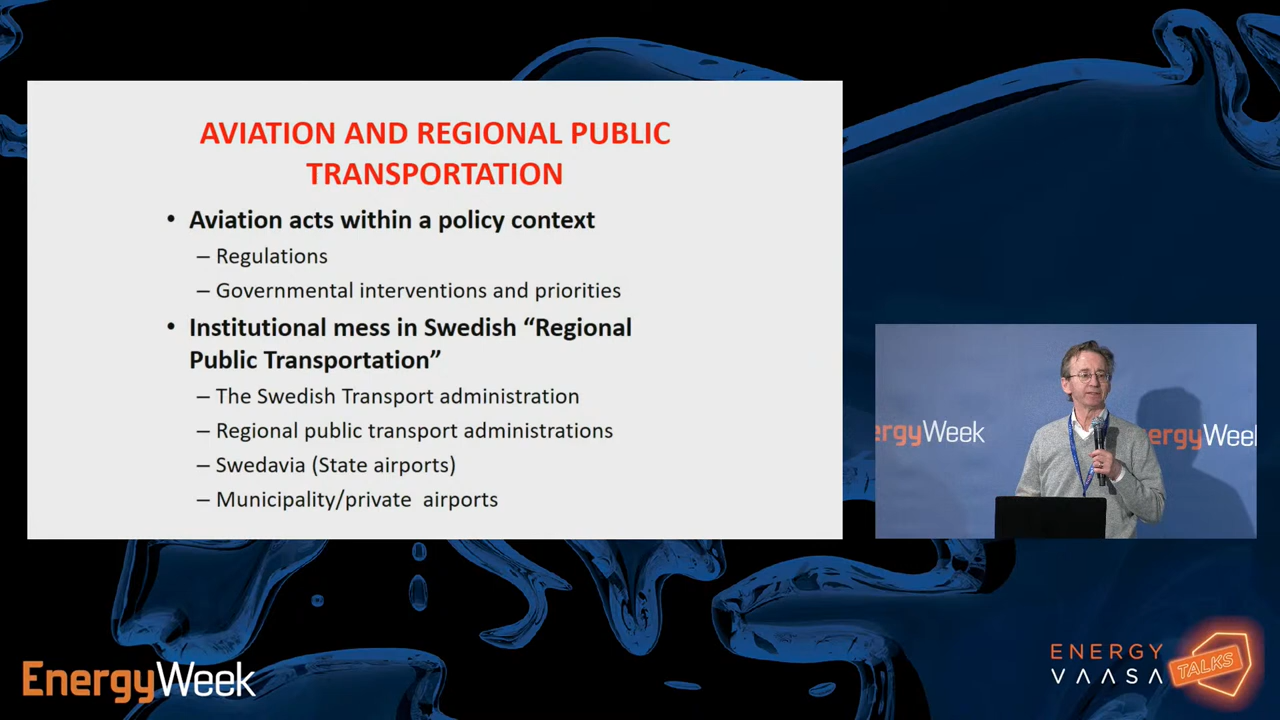 AVIATION AND REGIONAL PUBLIC
TRANSPORTATION
• Aviation acts within a policy context
– Regulations
– Governmental interventions and priorities
• Institutional mess in Swedish “Regional
Public Transportation”
– The Swedish Transport administration
– Regional public transport administrations
– Swedavia (State airports)
– Municipality/private airports
ergyWeek
ergyWeek
EnergyWeek
ENERGY
VAASA
TALKS